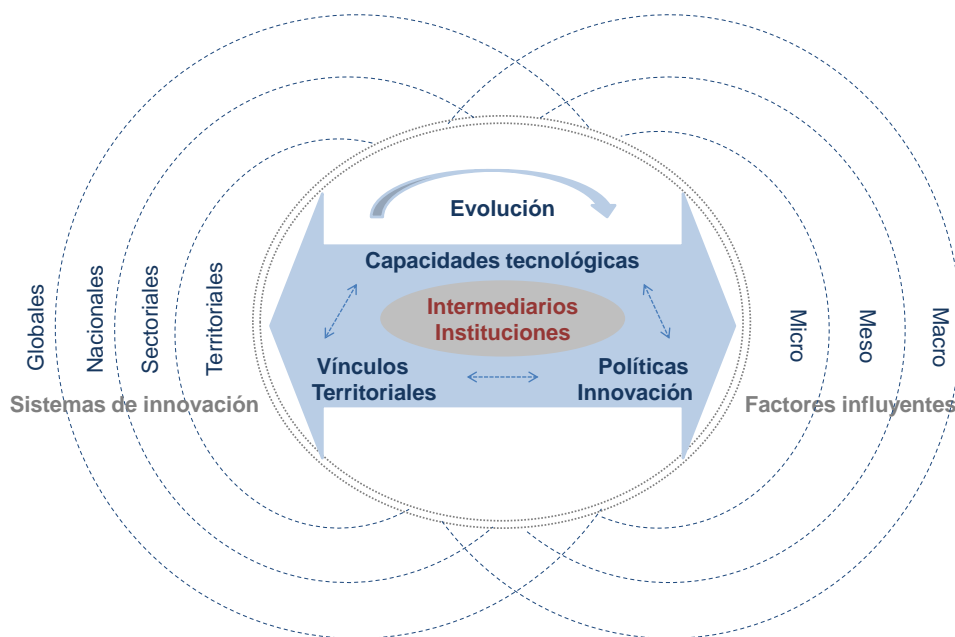 Evolución
Capacidades tecnológicas
Intermediarios
Instituciones
Vínculos
Territoriales
Políticas
Innovación
Globales
Nacionales
Sectoriales
Territoriales
Sistemas de innovación
Micro
Meso
Macro
Factores influyentes